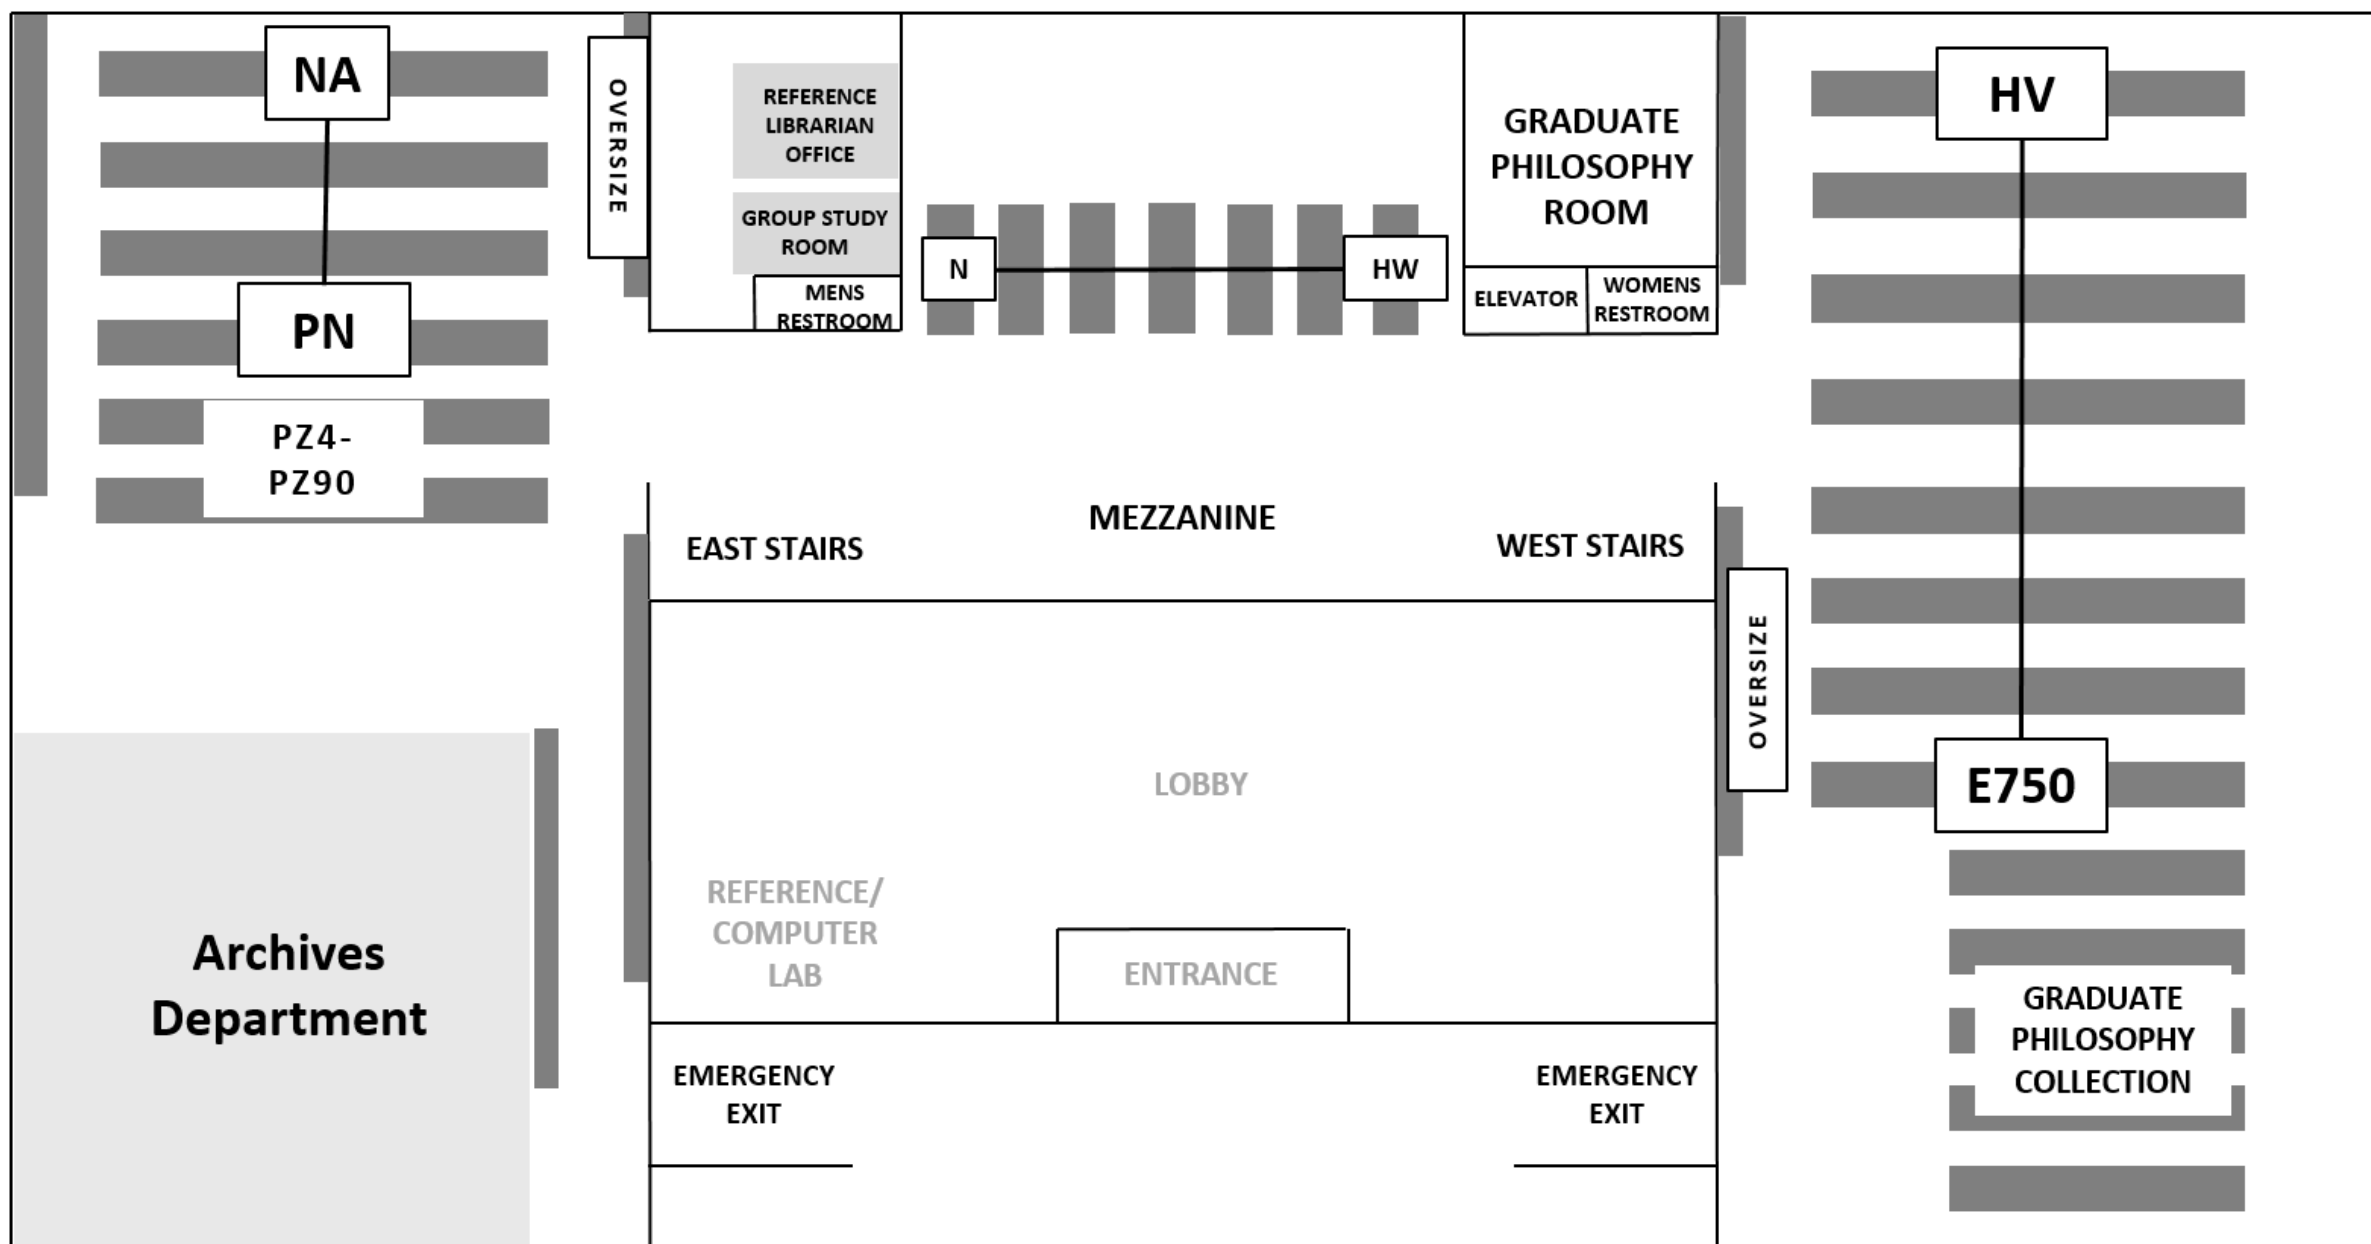 NA
PN
PZ4-
PZ90
OVERSIZE
REFERENCE
LIBRARIAN
OFFICE
GROUP STUDY
ROOM
MENS
RESTROOM
N
HW
GRADUATE
PHILOSOPHY
ROOM
ELEVATOR
WOMENS
RESTROOM
HV
MEZZANINE
EAST STAIRS
WEST STAIRS
OVERSIZE
LOBBY
E750
REFERENCE/
COMPUTER
LAB
ENTRANCE
Archives
Department
GRADUATE
PHILOSOPHY
COLLECTION
EMERGENCY
EXIT
EMERGENCY
EXIT